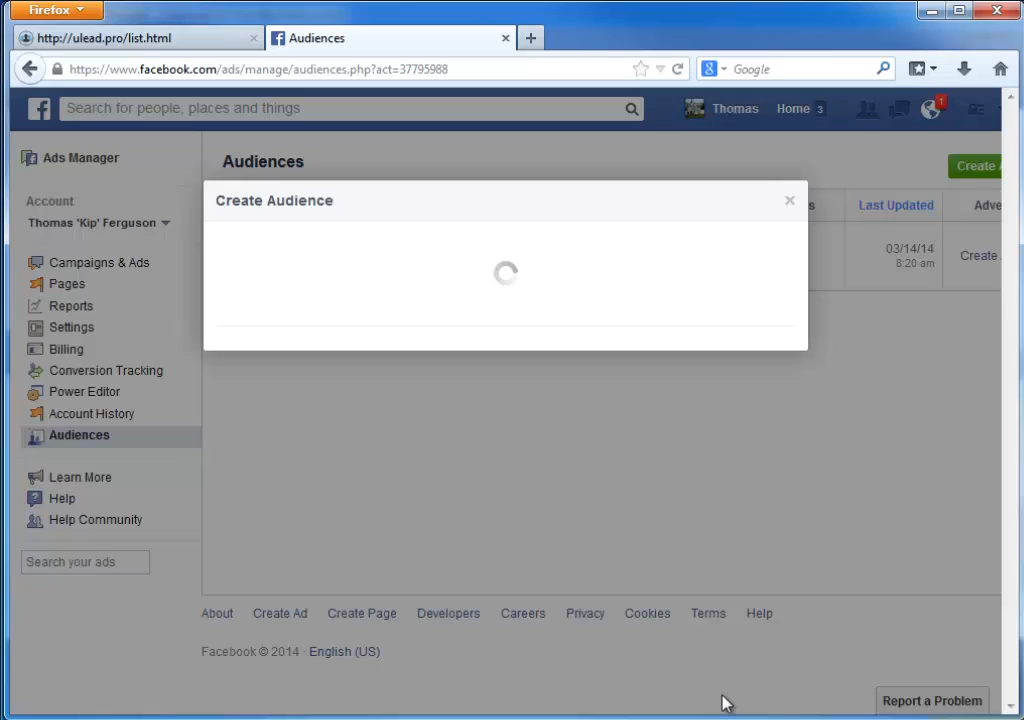 Firefox
http://ulead.pro/list.html
Audiences
https://www.facebook.com/ads/manage/audiences.php?act=37795988
Google
Search for people, places and things
Thomas
Home 3
1
Ads Manager
Audiences
Create
Account
Thomas 'Kip' Ferguson
Create Audience
s
Last Updated
Adve
03/14/14
8:20 am
Create
Campaigns & Ads
Pages
Reports
Settings
Billing
Conversion Tracking
Power Editor
Account History
Audiences
Learn More
Help
Help Community
Search your ads
About
Create Ad
Create Page
Developers
Careers
Privacy
Cookies
Terms
Help
Facebook © 2014 · English (US)
Report a Problem